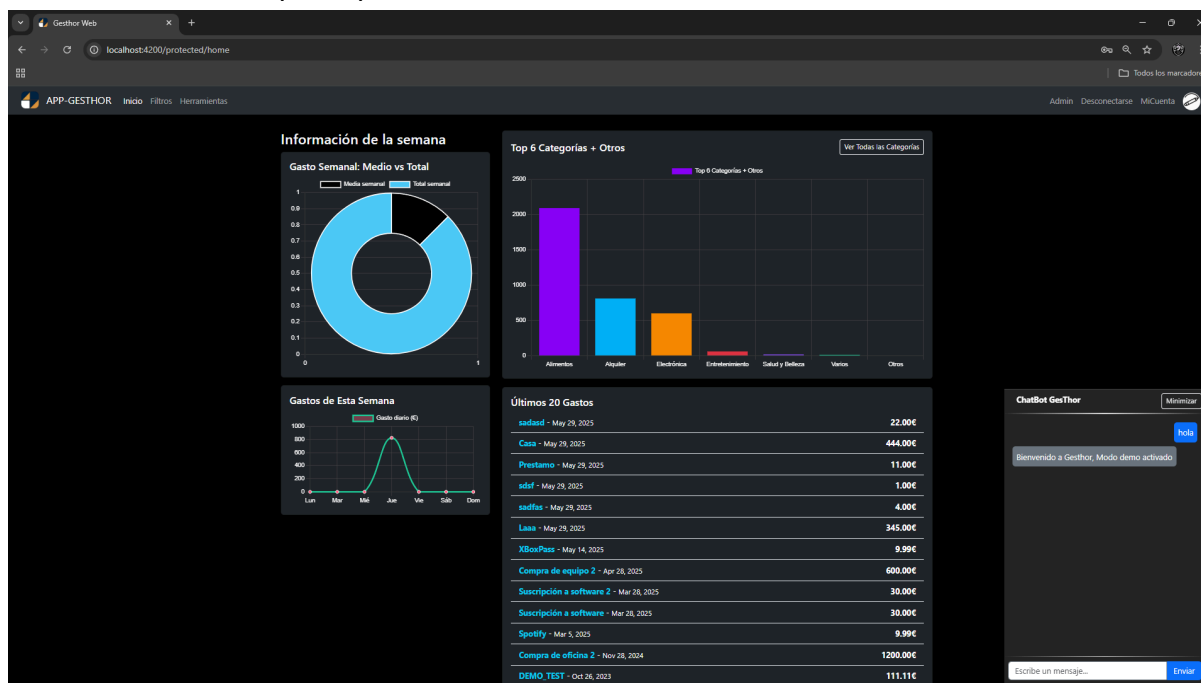 Gesthor Web
localhost:4200/protected/home
Todos los marcadore
APP-GESTHOR Inicio Filtros Herramientas
Admin Desconectarse MiCuenta
Información de la semana
Gasto Semanal: Medio vs Total
Media semanal Total semanal
1
0.9
0.8
0.7
0.6
0.5
0.4
0.3
0.2
0.1
0
0 1
Gastos de Esta Semana
Gasto diario (€)
1000
800
600
400
200
0
Lun Mar Mié Jue Vie Sáb Dom
Top 6 Categorías + Otros
Ver Todas las Categorías
Top 6 Categorías + Otros
2500
2000
1500
1000
500
0
Alimentos Alquiler Electrónica Entretenimiento Salud y Belleza Varios Otros
Últimos 20 Gastos
sadasd - May 29, 2025 22.00€
Casa - May 29, 2025 444.00€
Prestamo - May 29, 2025 11.00€
sdsf - May 29, 2025 1.00€
sadfas - May 29, 2025 4.00€
Laaa - May 29, 2025 345.00€
XBoxPass - May 14, 2025 9.99€
Compra de equipo 2 - Apr 28, 2025 600.00€
Suscripción a software 2 - Mar 28, 2025 30.00€
Suscripción a software - Mar 28, 2025 30.00€
Spotify - Mar 5, 2025 9.99€
Compra de oficina 2 - Nov 28, 2024 1200.00€
DEMO_TEST - Oct 26, 2023 111.11€
ChatBot GesThor
Minimizar
hola
Bienvenido a Gesthor, Modo demo activado
Escribe un mensaje...
Enviar